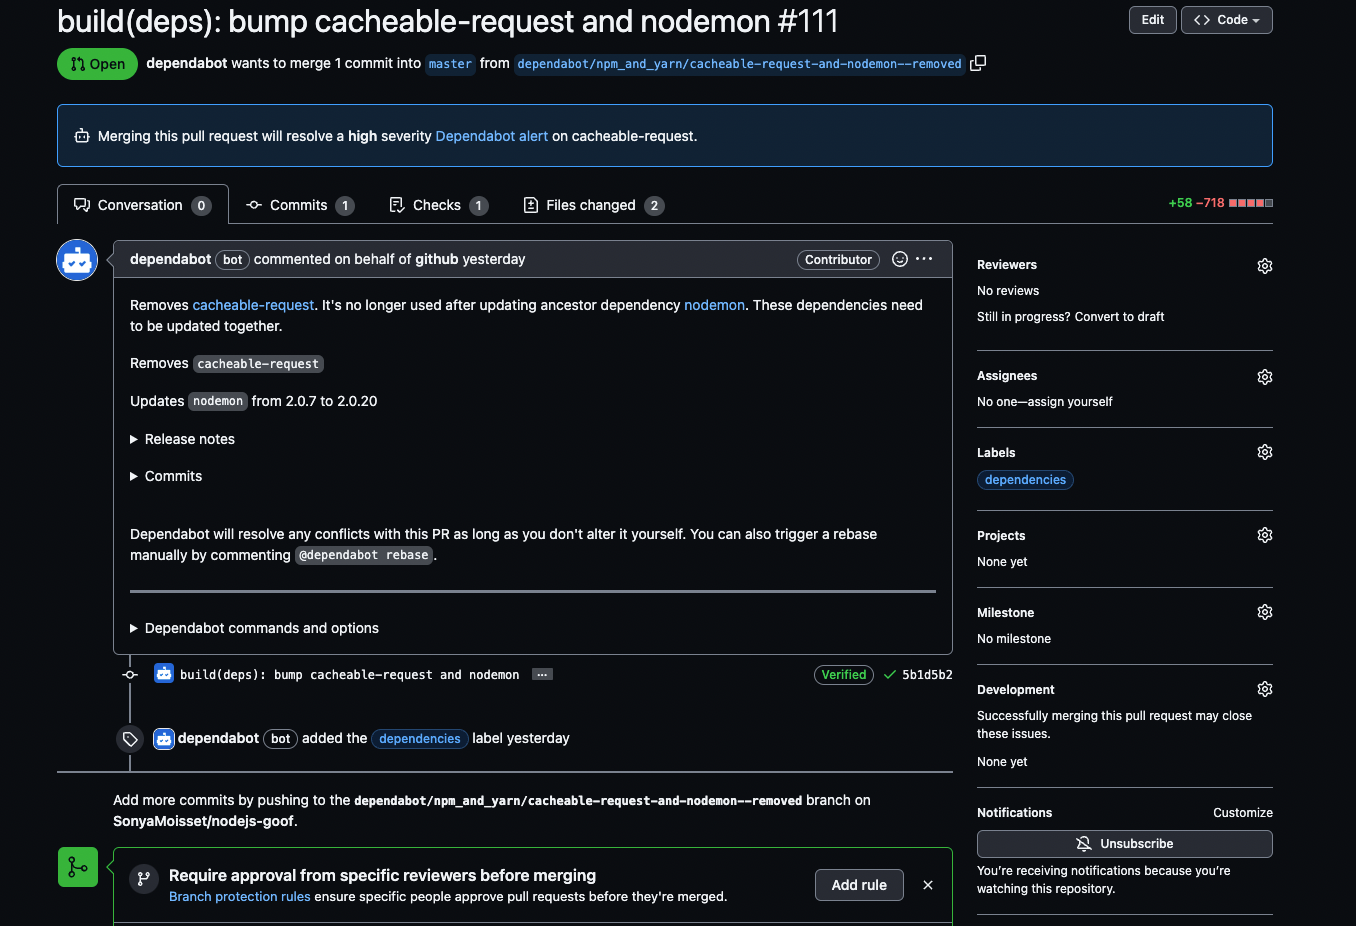 build(deps): bump cacheable-request and nodemon #111
Edit
<> Code
Open
dependabot wants to merge 1 commit into master from dependabot/npm_and_yarn/cacheable-request-and-nodemon--removed
Merging this pull request will resolve a high severity Dependabot alert on cacheable-request.
Conversation 0
Commits 1
Checks 1
Files changed 2
+58 −718
dependabot bot commented on behalf of github yesterday
Contributor
Removes cacheable-request. It's no longer used after updating ancestor dependency nodemon. These dependencies need
to be updated together.
Removes cacheable-request
Updates nodemon from 2.0.7 to 2.0.20
Release notes
Commits
Dependabot will resolve any conflicts with this PR as long as you don't alter it yourself. You can also trigger a rebase
manually by commenting @dependabot rebase.
Dependabot commands and options
build(deps): bump cacheable-request and nodemon ...
Verified
5b1d5b2
dependabot bot added the dependencies label yesterday
Add more commits by pushing to the dependabot/npm_and_yarn/cacheable-request-and-nodemon--removed branch on
SonyaMoisset/nodejs-goof.
Require approval from specific reviewers before merging
Branch protection rules ensure specific people approve pull requests before they're merged.
Add rule
Reviewers
No reviews
Still in progress? Convert to draft
Assignees
No one—assign yourself
Labels
dependencies
Projects
None yet
Milestone
No milestone
Development
Successfully merging this pull request may close
these issues.
None yet
Notifications
Customize
Unsubscribe
You're receiving notifications because you're
watching this repository.